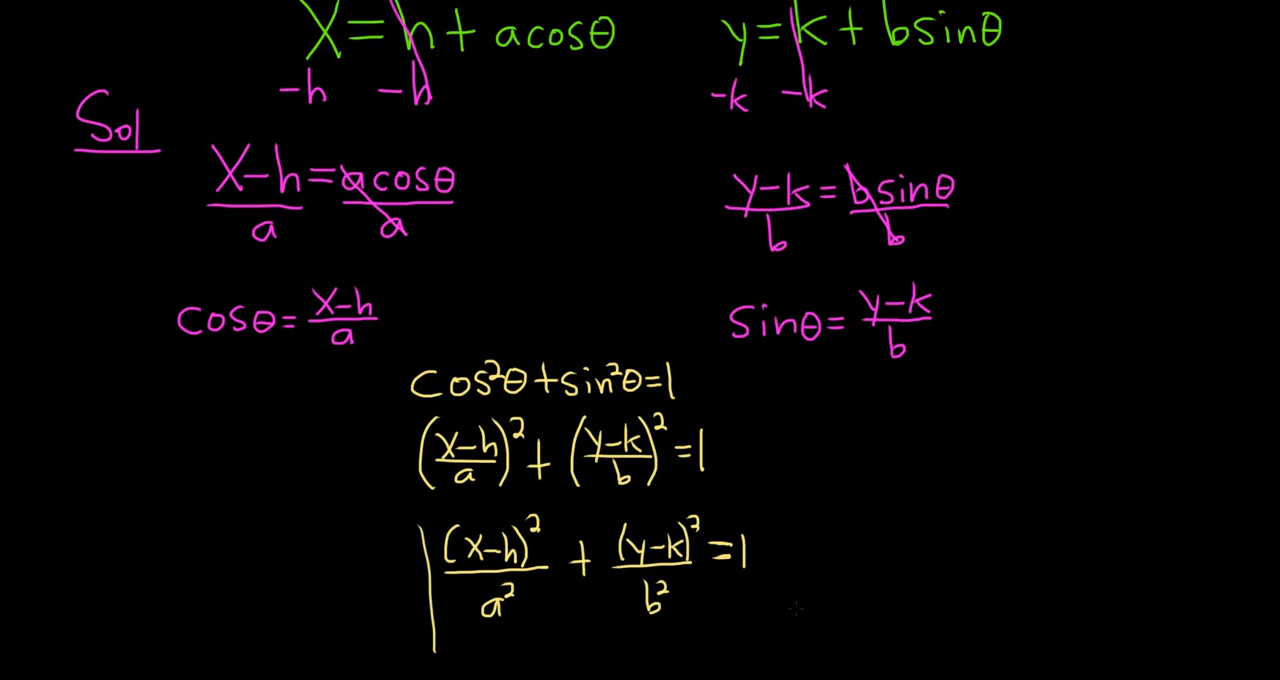 x = h + acosθ y = k + bsinθ
-h -h -k -k
Sol
x-h = acosθ y-k = bsinθ
a a b b
cosθ = x-h/a sinθ = y-k/b
cos²θ + sin²θ = 1
(x-h/a)² + (y-k/b)² = 1
(x-h)²/a² + (y-k)²/b² = 1